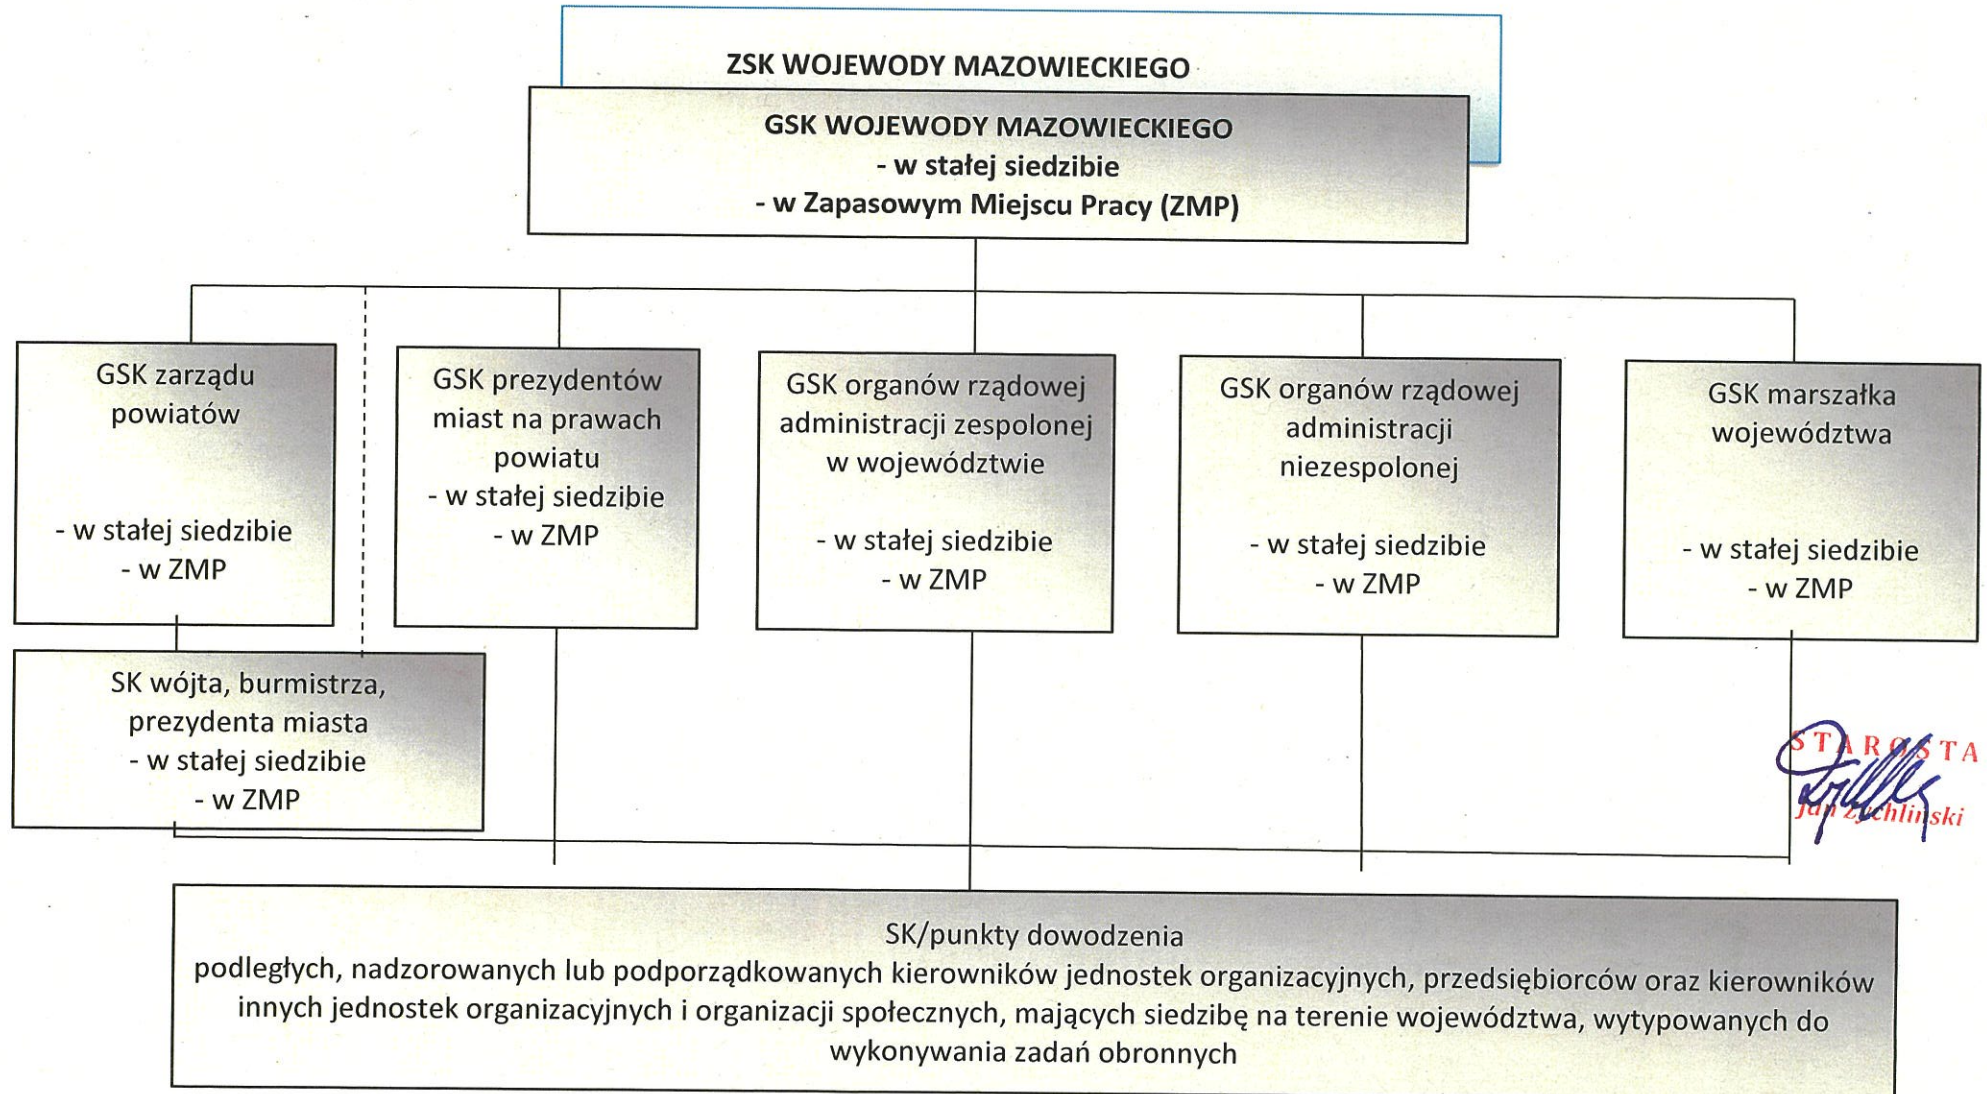 ZSK WOJEWODY MAZOWIECKIEGO
GSK WOJEWODY MAZOWIECKIEGO
- w stałej siedzibie
- w Zapasowym Miejscu Pracy (ZMP)
GSK zarządu
powiatów
- w stałej siedzibie
- w ZMP
GSK prezydentów
miast na prawach
powiatu
- w stałej siedzibie
- w ZMP
GSK organów rządowej
administracji zespolonej
w województwie
- w stałej siedzibie
- w ZMP
GSK organów rządowej
administracji
niezespolonej
- w stałej siedzibie
- w ZMP
GSK marszałka
województwa
- w stałej siedzibie
- w ZMP
SK wójta, burmistrza,
prezydenta miasta
- w stałej siedzibie
- w ZMP
STAROSTA
Jan Żychliński
SK/punkty dowodzenia
podległych, nadzorowanych lub podporządkowanych kierowników jednostek organizacyjnych, przedsiębiorców oraz kierowników
innych jednostek organizacyjnych i organizacji społecznych, mających siedzibę na terenie województwa, wytypowanych do
wykonywania zadań obronnych